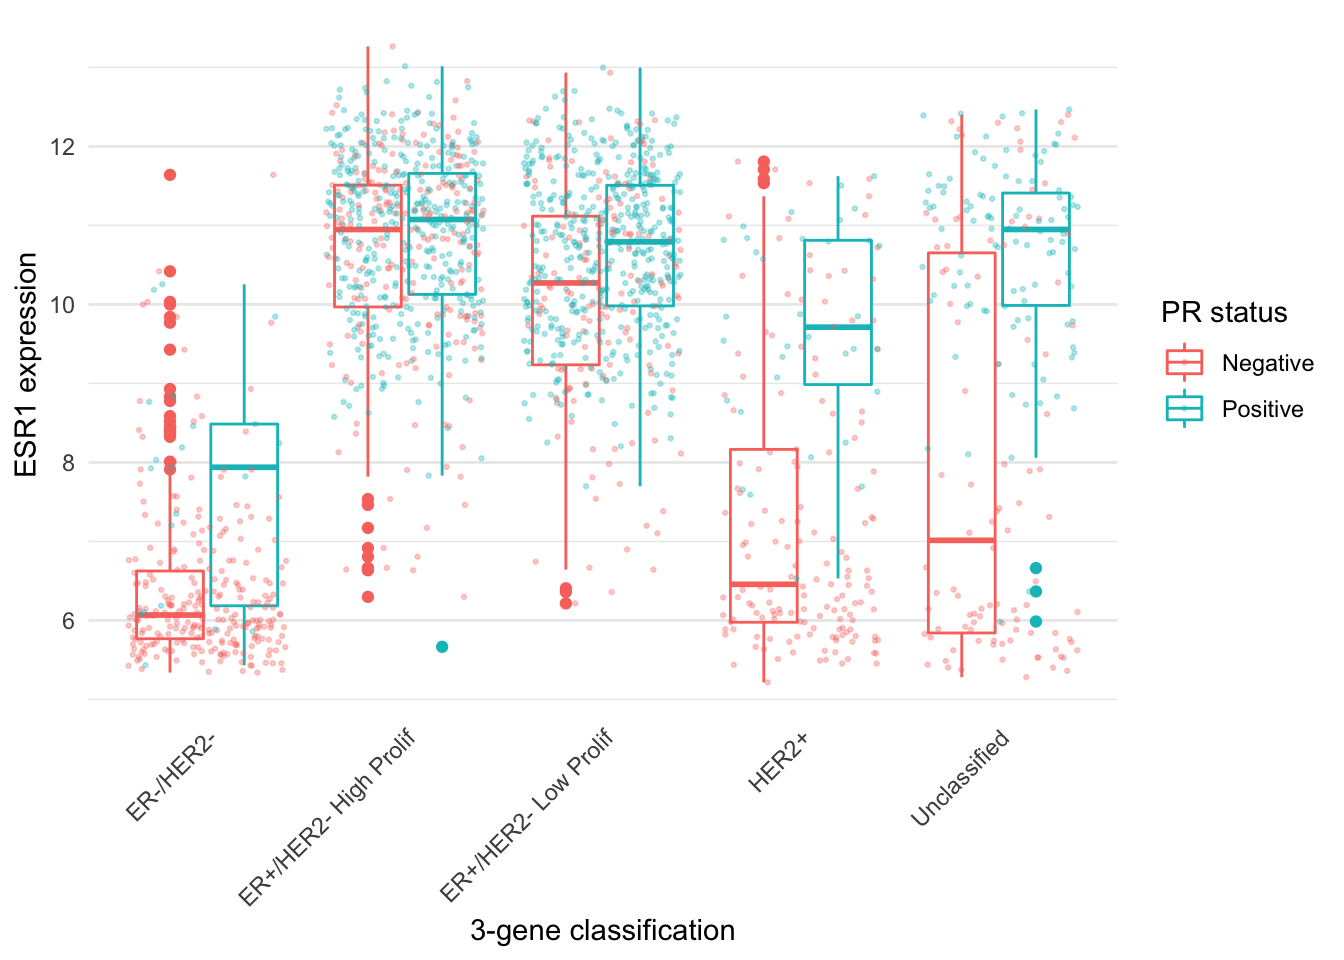 ESR1 expression
12
10
8
6
ER-/HER2-
ER+/HER2- High Prolif
ER+/HER2- Low Prolif
HER2+
Unclassified
3-gene classification
PR status
Negative
Positive